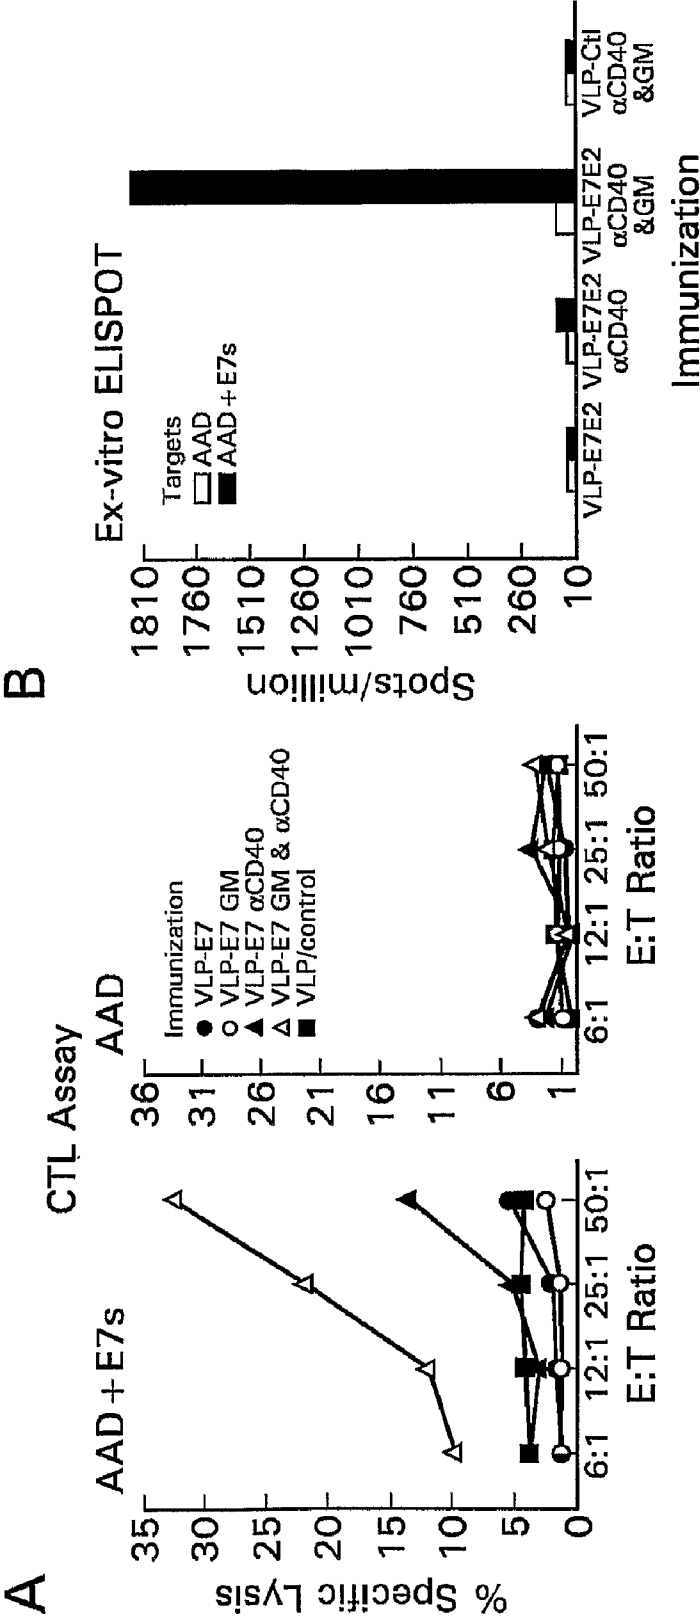 A
CTL Assay
AAD+E7s
% Specific Lysis
35
30
25
20
15
10
5
0
6:1 12:1 25:1 50:1
E:T Ratio
AAD
36
31
26
21
16
11
6
1
Immunization
VLP-E7
VLP-E7 GM
VLP-E7 αCD40
VLP-E7 GM & αCD40
VLP/control
6:1 12:1 25:1 50:1
E:T Ratio
B
Ex-vitro ELISPOT
Spots/million
1810
1760
1510
1260
1010
760
510
260
10
Targets
AAD
AAD+E7s
VLP-E7E2
VLP-E7E2
αCD40
VLP-E7E2
αCD40
&GM
VLP-Ctl
αCD40
&GM
Immunization